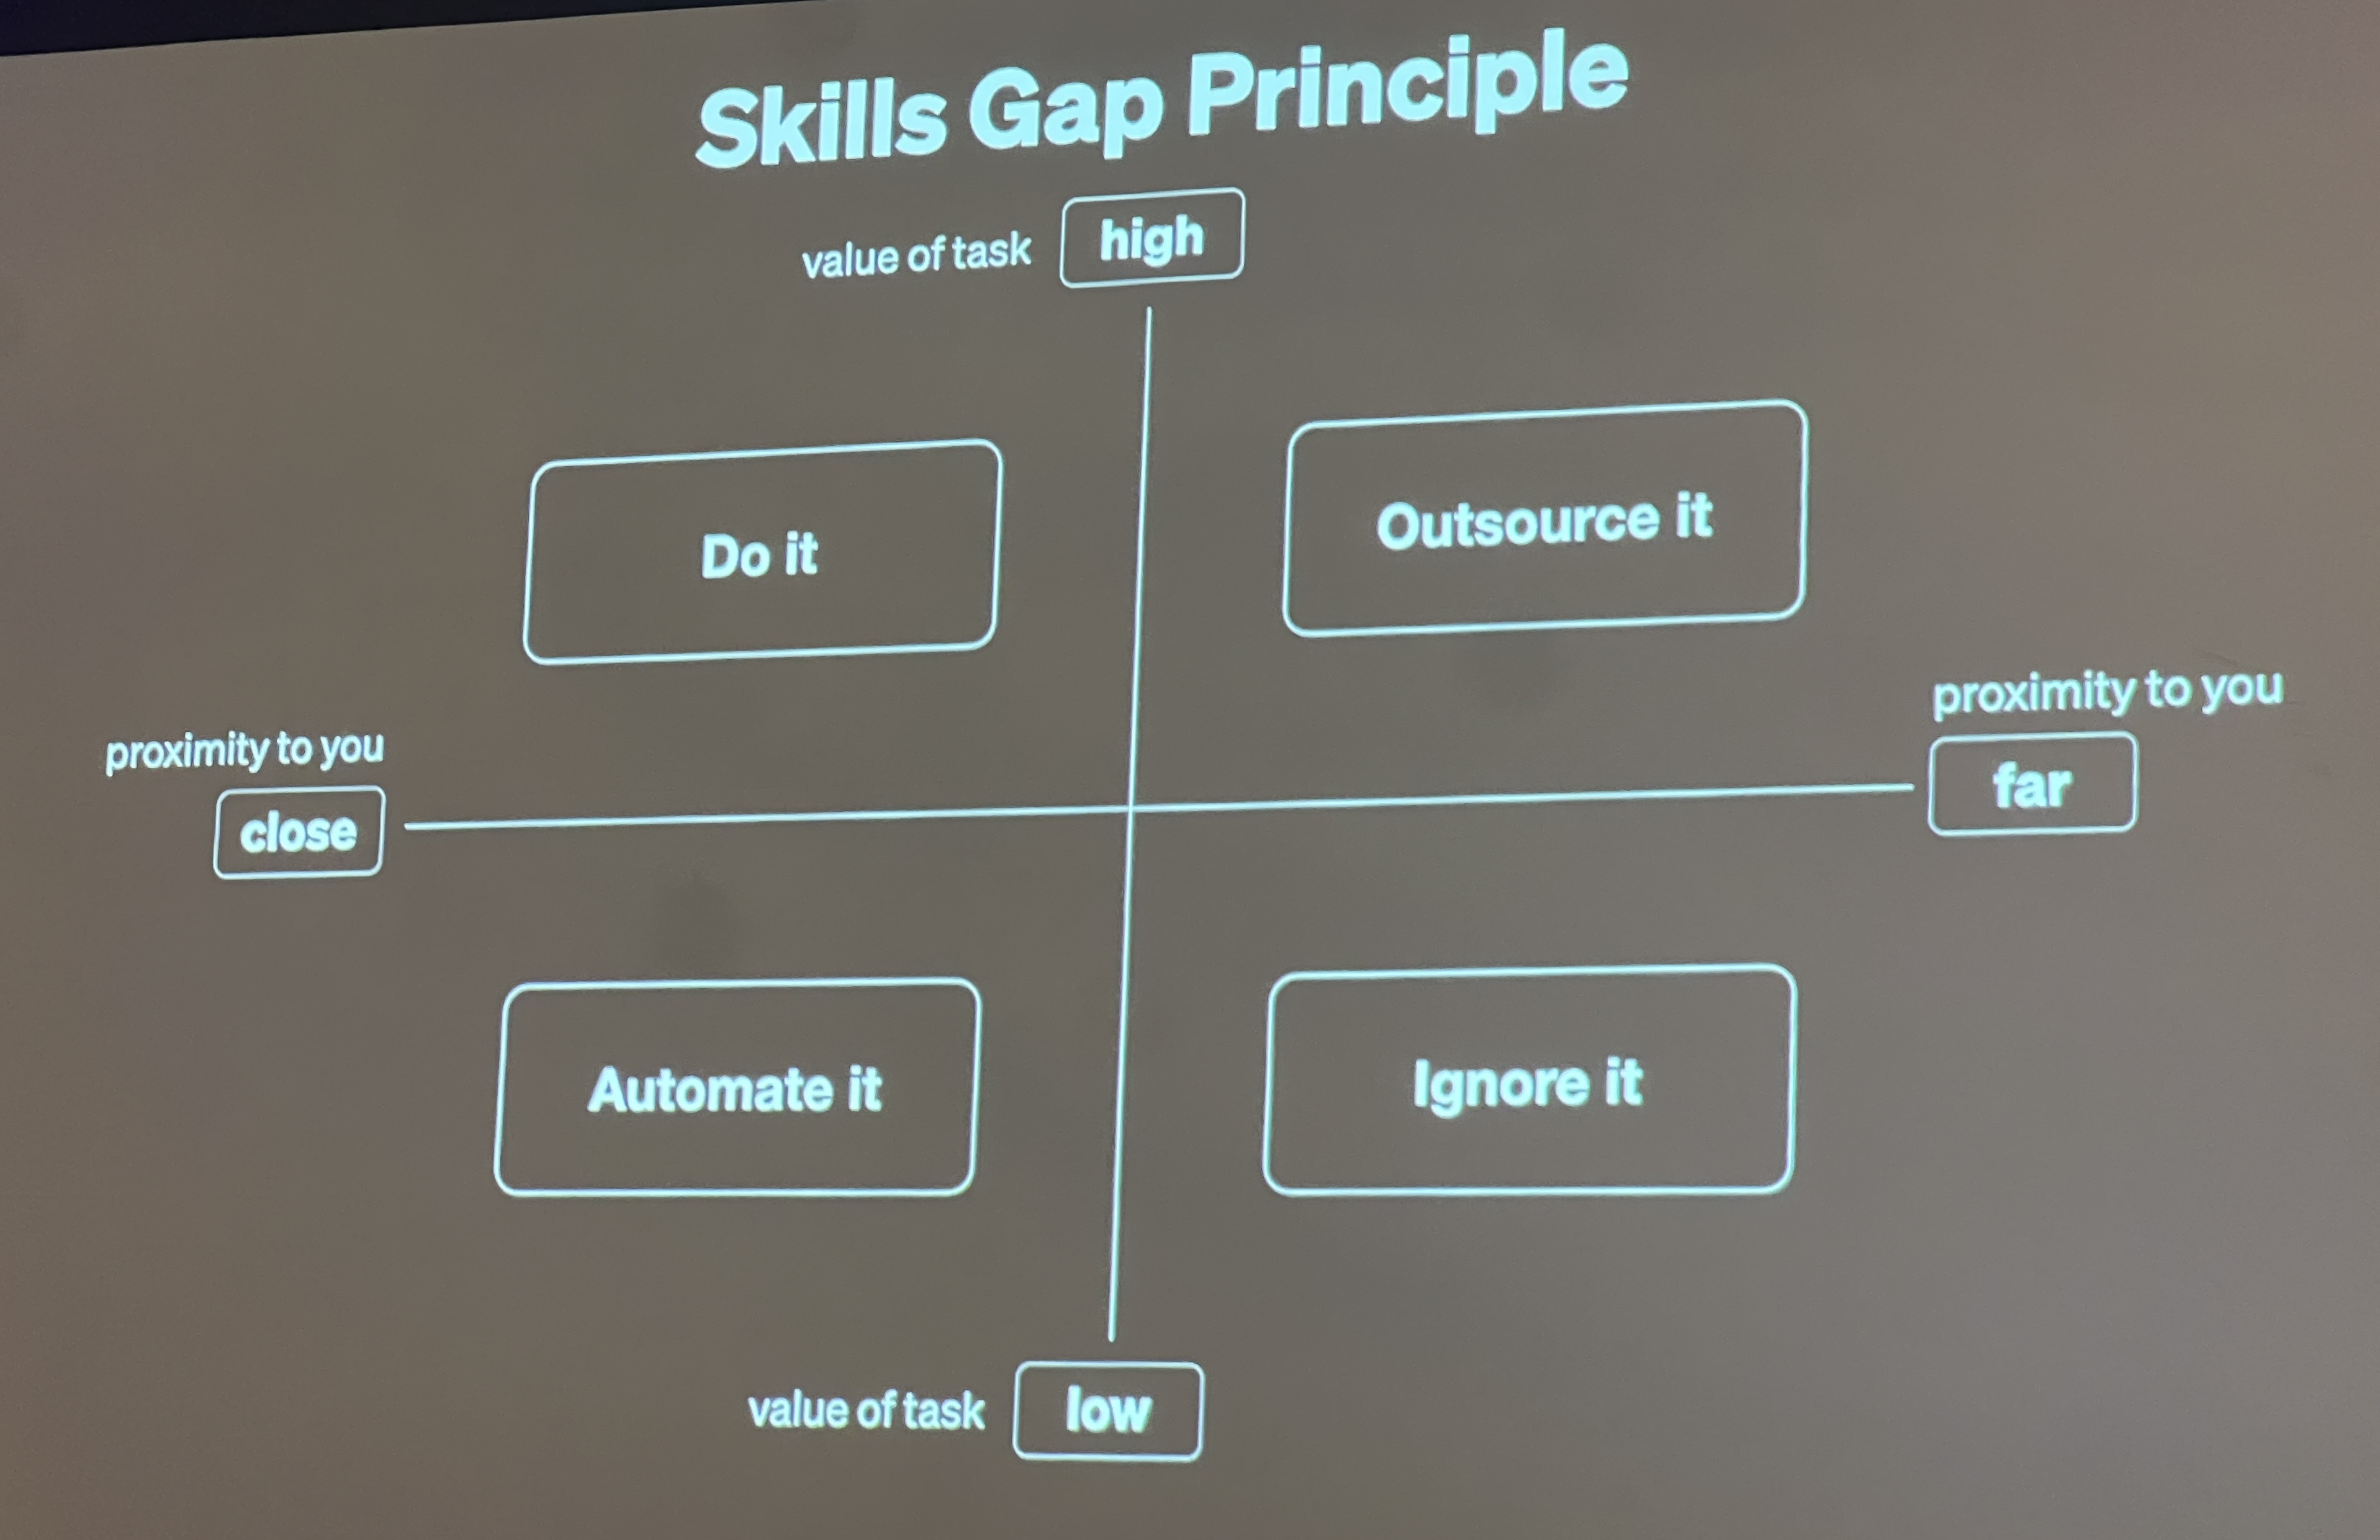 Skills Gap Principle
value of task high
Do it
Outsource it
proximity to you
close
proximity to you
far
Automate it
Ignore it
value of task low